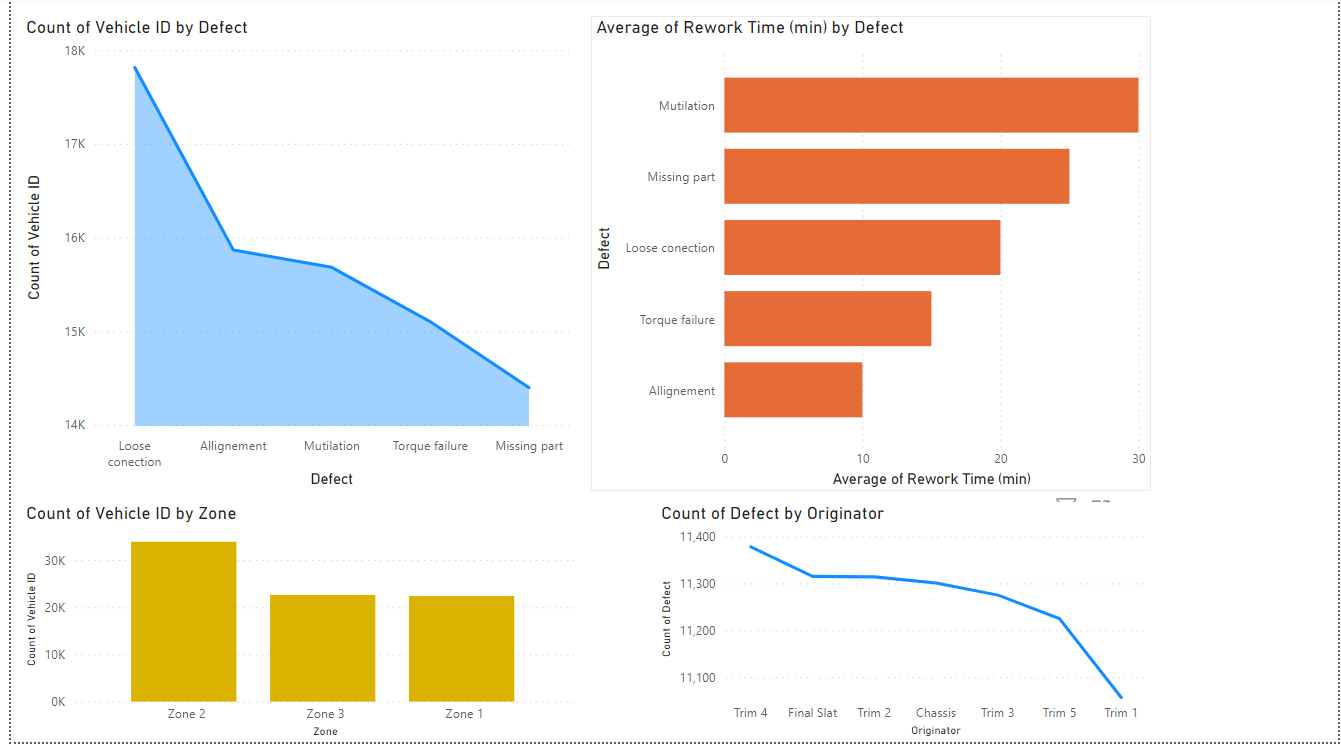 Count of Vehicle ID by Defect
18K
17K
16K
15K
14K
Count of Vehicle ID
Loose conection
Allignement
Mutilation
Torque failure
Missing part
Defect
Average of Rework Time (min) by Defect
Defect
Mutilation
Missing part
Loose conection
Torque failure
Allignement
0
10
20
30
Average of Rework Time (min)
Count of Vehicle ID by Zone
30K
20K
10K
0K
Count of Vehicle ID
Zone 2
Zone 3
Zone 1
Zone
Count of Defect by Originator
11,400
11,300
11,200
11,100
Count of Defect
Trim 4
Final Slat
Trim 2
Chassis
Trim 3
Trim 5
Trim 1
Originator